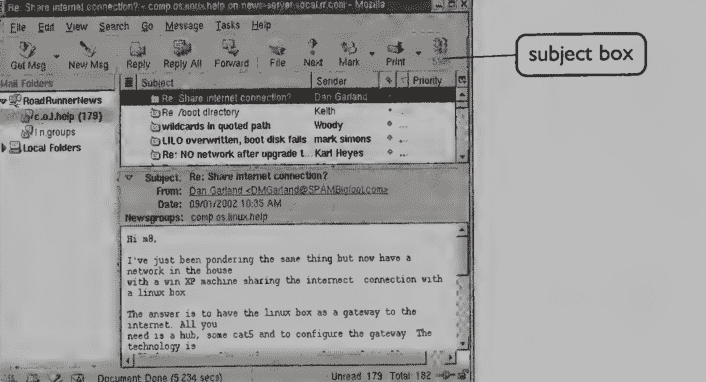 Re: Share internet connection? - comp.os.linux.help on news-server.socal.rr.com - Mozilla
File Edit View Search Go Message Tasks Help
Get Msg New Msg Reply Reply All Forward File Next Mark Print
subject box
Mail Folders
Subject Sender Priority
RoadRunnerNews
c.o.l.help (179)
l n.groups
Local Folders
Re: Share internet connection? Dan Garland
Re: /boot directory Keith
wildcards in quoted path Woody
LILO overwritten, boot disk fails mark simons
Re: NO network after upgrade t... Karl Heyes
Subject: Re: Share internet connection?
From: Dan Garland <DMGarland@SPAMBigfoot.com>
Date: 09/01/2002 10:35 AM
Newsgroups: comp.os.linux.help
Hi m8,
I've just been pondering the same thing but now have a
network in the house
with a win XP machine sharing the internect connection with
a linux box
The answer is to have the linux box as a gateway to the
internet. All you
need is a hub, some cat5 and to configure the gateway The
technology is
Document Done (5.234 secs) Unread 179 Total 182